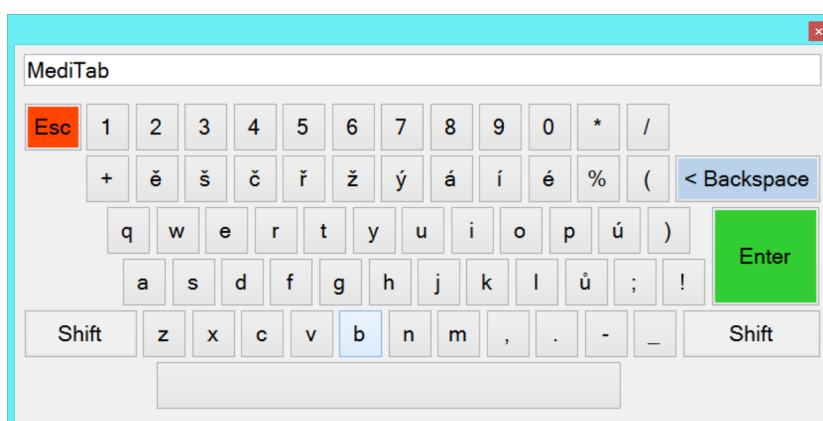 MediTab
Esc 1 2 3 4 5 6 7 8 9 0 * /
+ ě š č ř ž ý á í é % ( < Backspace
q w e r t y u i o p ú )
Enter
a s d f g h j k l ů ; !
Shift z x c v b n m , . - _ Shift